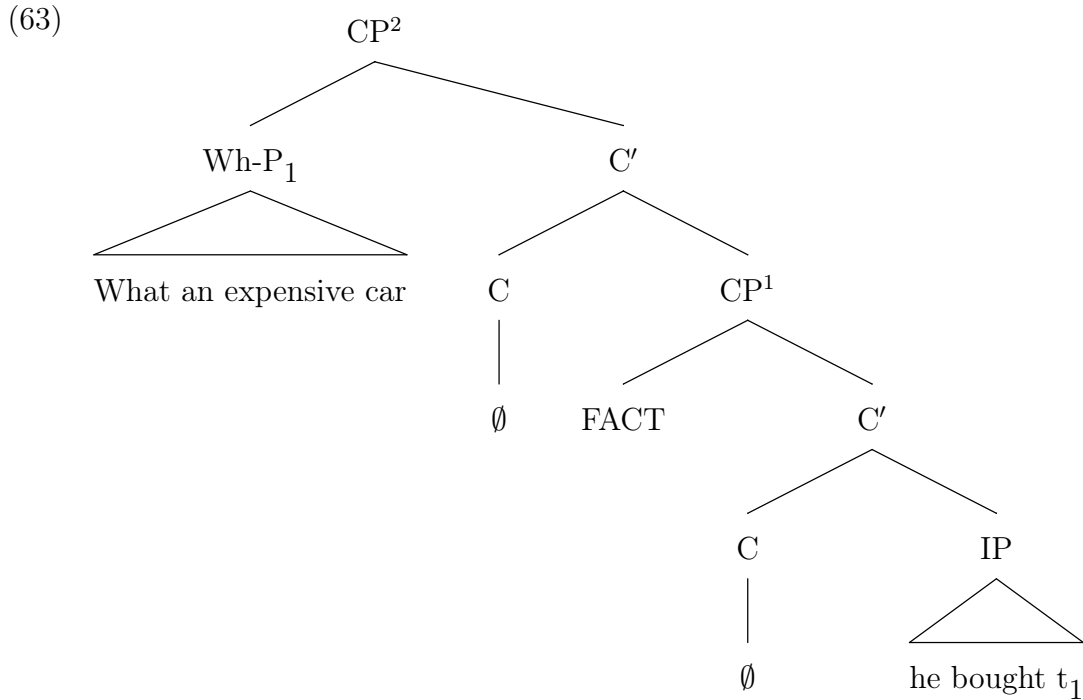 (63)
CP²
Wh-P₁ C′
What an expensive car C CP¹
∅ FACT C′
C IP
∅ he bought t₁